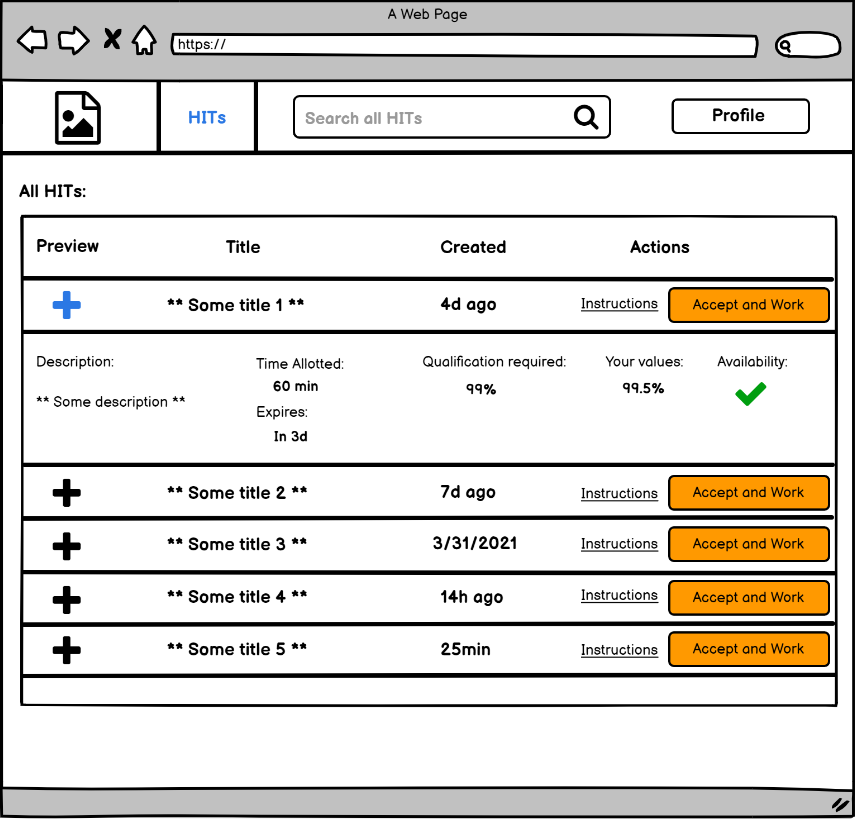 A Web Page
https://
HITs
Search all HITs
Profile
All HITs:
Preview Title Created Actions
** Some title 1 ** 4d ago Instructions Accept and Work
Description: Time Allotted: Qualification required: Your values: Availability:
60 min 99% 99.5%
** Some description **
Expires:
In 3d
** Some title 2 ** 7d ago Instructions Accept and Work
** Some title 3 ** 3/31/2021 Instructions Accept and Work
** Some title 4 ** 14h ago Instructions Accept and Work
** Some title 5 ** 25min Instructions Accept and Work